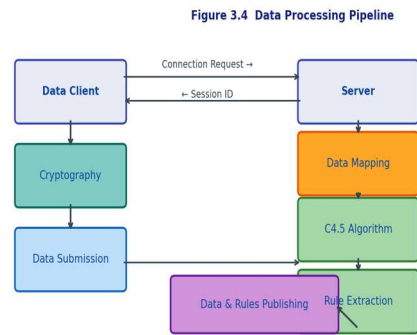 Figure 3.4  Data Processing Pipeline
Connection Request →
Data Client
Server
← Session ID
Cryptography
Data Mapping
C4.5 Algorithm
Data Submission
Data & Rules Publishing
Rule Extraction